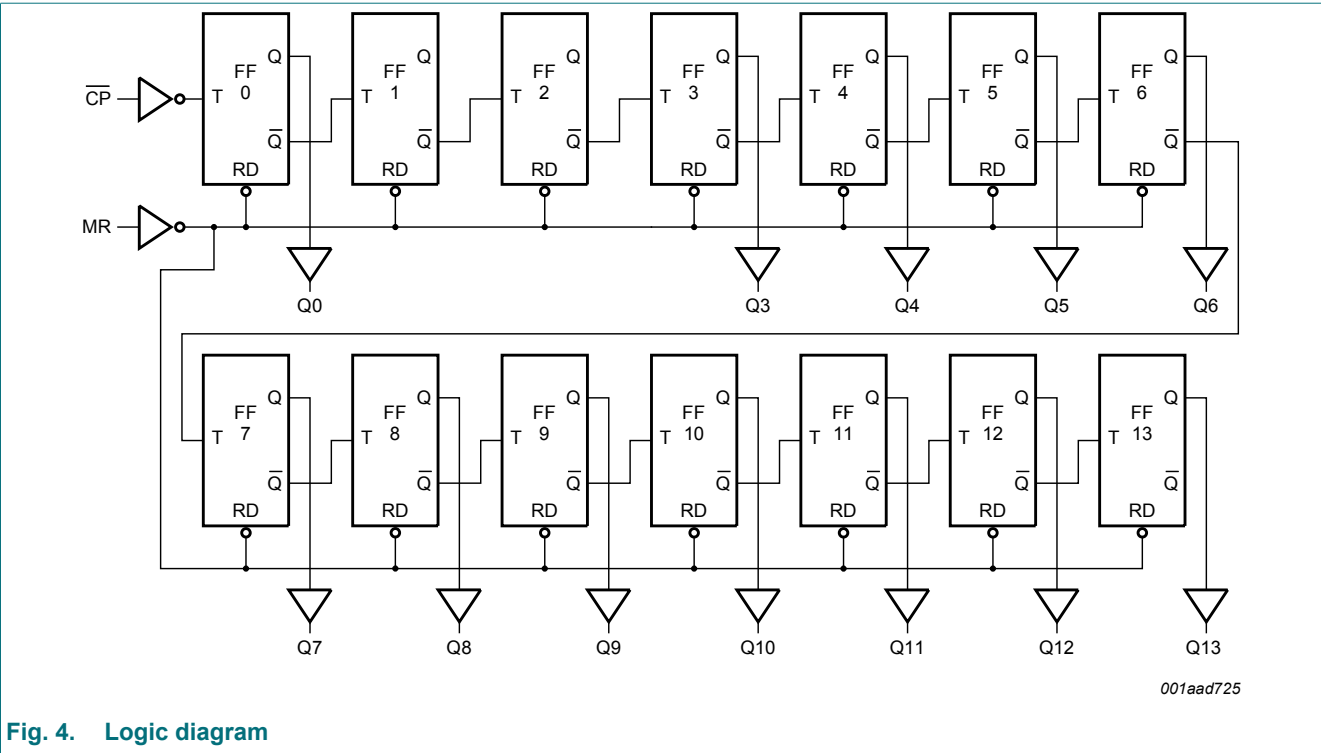 Q Q Q Q Q Q Q
FF FF FF FF FF FF FF
0 1 2 3 4 5 6
C̅P̅ T T T T T T T
Q̅ Q̅ Q̅ Q̅ Q̅ Q̅ Q̅
RD RD RD RD RD RD RD
MR
Q0 Q3 Q4 Q5 Q6
Q Q Q Q Q Q Q
FF FF FF FF FF FF FF
7 8 9 10 11 12 13
T T T T T T T
Q̅ Q̅ Q̅ Q̅ Q̅ Q̅ Q̅
RD RD RD RD RD RD RD
Q7 Q8 Q9 Q10 Q11 Q12 Q13
001aad725
Fig. 4. Logic diagram